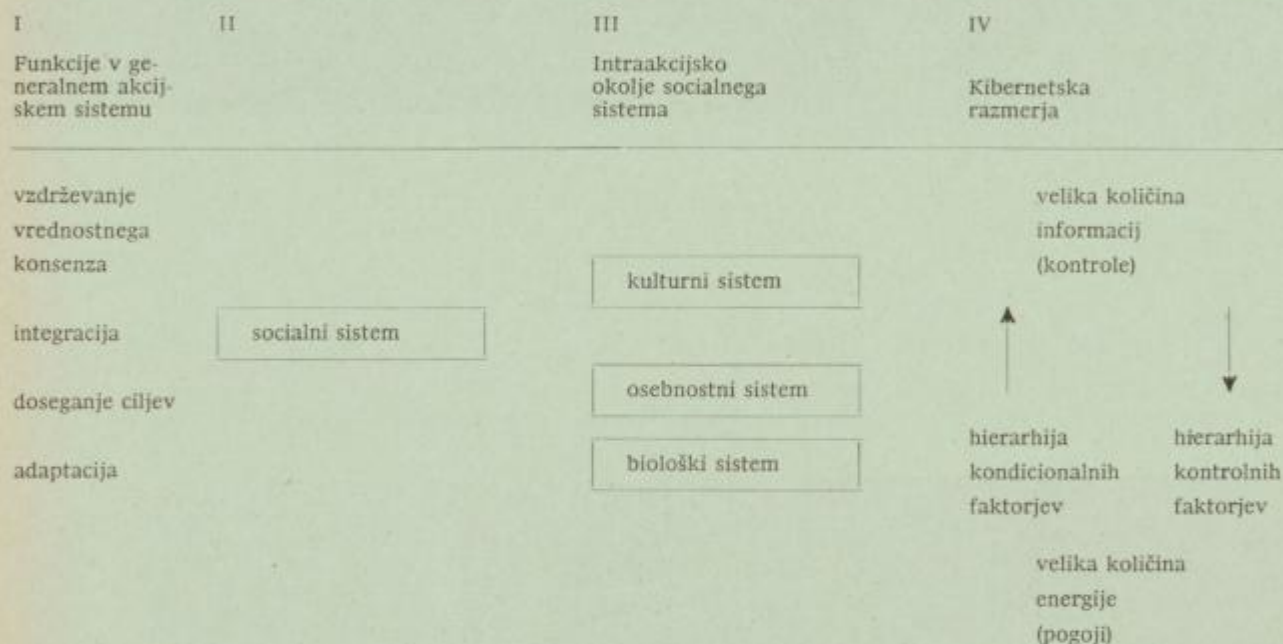 I
Funkcije v ge-
neralnem akcij-
skem sistemu
vzdrževanje
vrednostnega
konsenza
integracija
doseganje ciljev
adaptacija
II
socialni sistem
III
Intraakcijsko
okolje socialnega
sistema
kulturni sistem
osebnostni sistem
biološki sistem
IV
Kibernetska
razmerja
velika količina
informacij
(kontrole)
hierarhija
kondicionalnih
faktorjev
hierarhija
kontrolnih
faktorjev
velika količina
energije
(pogoji)